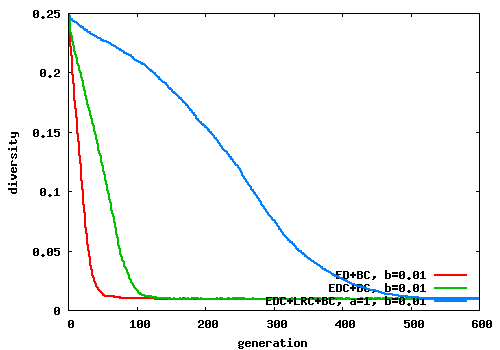 0.25
0.2
0.15
0.1
0.05
0
diversity
ED+BC, b=0.01
EDC+BC, b=0.01
EDC+LRC+BC, a=1, b=0.01
0 100 200 300 400 500 600
generation